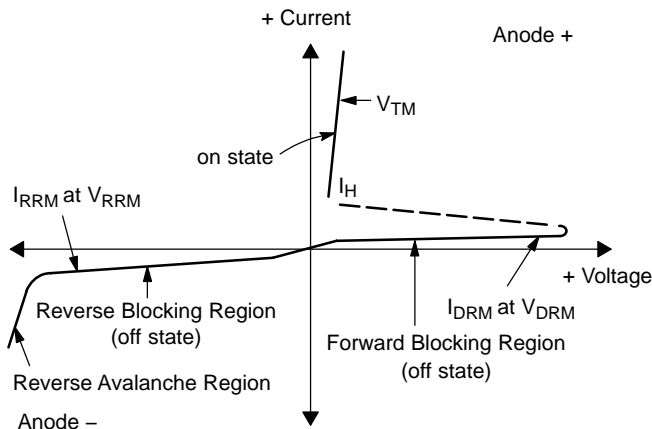 + Current
Anode +
VTM
on state
IH
IRRM at VRRM
+ Voltage
IDRM at VDRM
Reverse Blocking Region
(off state)
Forward Blocking Region
(off state)
Reverse Avalanche Region
Anode −